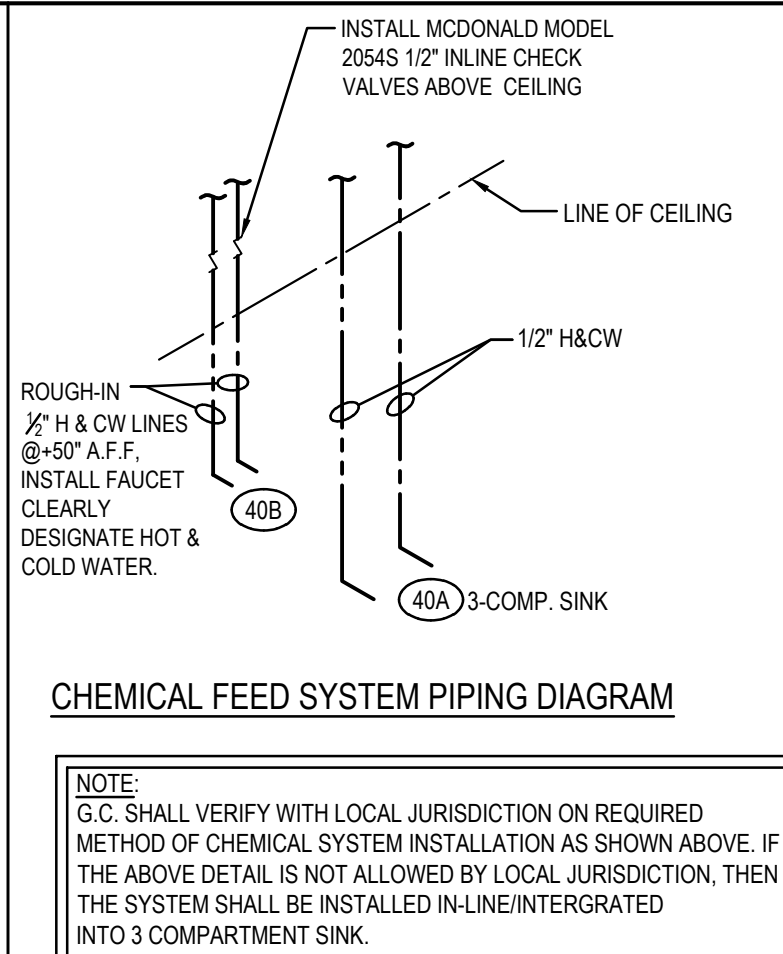 INSTALL MCDONALD MODEL
2054S 1/2" INLINE CHECK
VALVES ABOVE CEILING
LINE OF CEILING
1/2" H&CW
ROUGH-IN
½" H & CW LINES
@+50" A.F.F,
INSTALL FAUCET
CLEARLY
DESIGNATE HOT &
COLD WATER.
40B
40A 3-COMP. SINK
CHEMICAL FEED SYSTEM PIPING DIAGRAM
NOTE:
G.C. SHALL VERIFY WITH LOCAL JURISDICTION ON REQUIRED
METHOD OF CHEMICAL SYSTEM INSTALLATION AS SHOWN ABOVE. IF
THE ABOVE DETAIL IS NOT ALLOWED BY LOCAL JURISDICTION, THEN
THE SYSTEM SHALL BE INSTALLED IN-LINE/INTERGRATED
INTO 3 COMPARTMENT SINK.